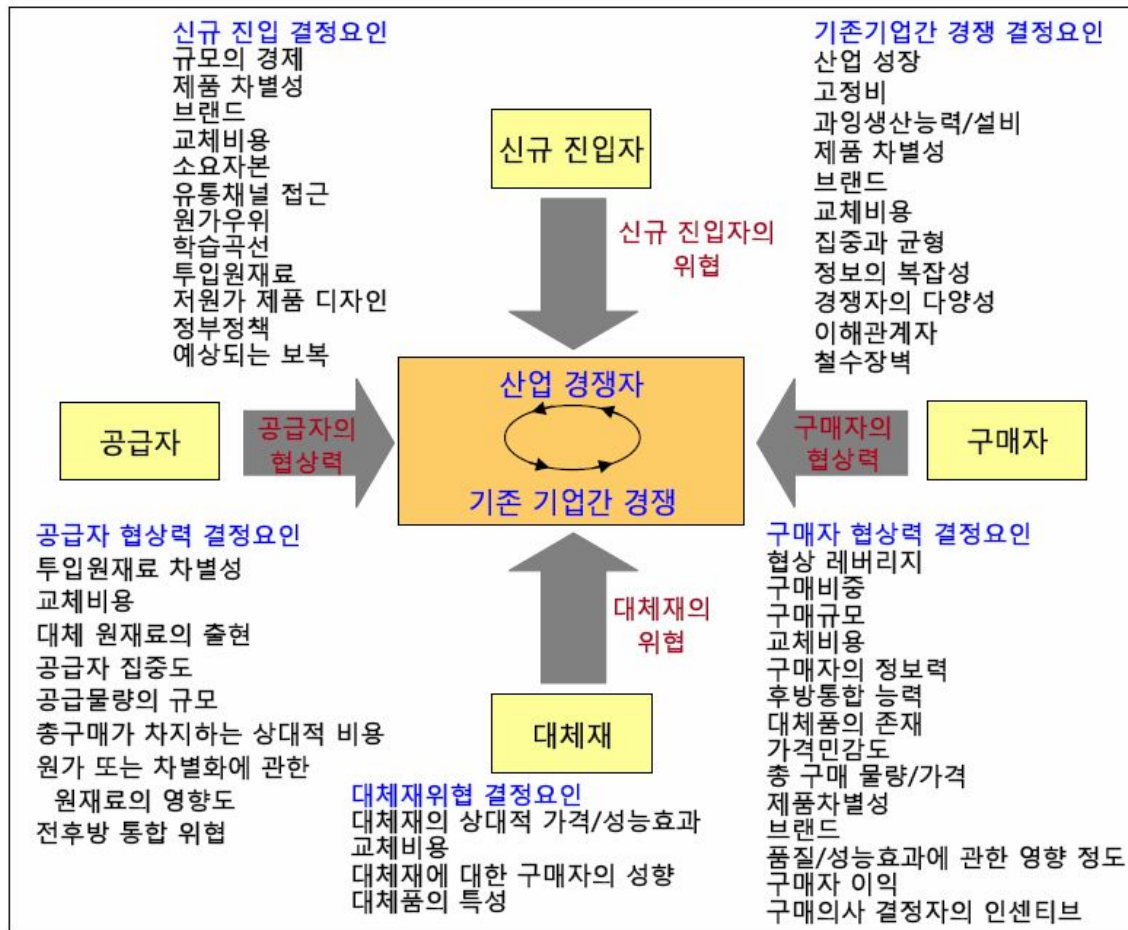 신규 진입 결정요인
규모의 경제
제품 차별성
브랜드
교체비용
소요자본
유통채널 접근
원가우위
학습곡선
투입원재료
저원가 제품 디자인
정부정책
예상되는 보복
신규 진입자
신규 진입자의
위협
기존기업간 경쟁 결정요인
산업 성장
고정비
과잉생산능력/설비
제품 차별성
브랜드
교체비용
집중과 균형
정보의 복잡성
경쟁자의 다양성
이해관계자
철수장벽
공급자
공급자의
협상력
산업 경쟁자
기존 기업간 경쟁
구매자의
협상력
구매자
공급자 협상력 결정요인
투입원재료 차별성
교체비용
대체 원재료의 출현
공급자 집중도
공급물량의 규모
총구매가 차지하는 상대적 비용
원가 또는 차별화에 관한
원재료의 영향도
전후방 통합 위협
대체재의
위협
대체재
대체재위협 결정요인
대체재의 상대적 가격/성능효과
교체비용
대체재에 대한 구매자의 성향
대체품의 특성
구매자 협상력 결정요인
협상 레버리지
구매비중
구매규모
교체비용
구매자의 정보력
후방통합 능력
대체품의 존재
가격민감도
총 구매 물량/가격
제품차별성
브랜드
품질/성능효과에 관한 영향 정도
구매자 이익
구매의사 결정자의 인센티브